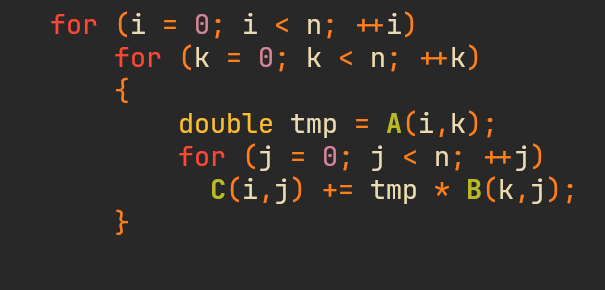 for (i = 0; i < n; ++i)
for (k = 0; k < n; ++k)
{
double tmp = A(i,k);
for (j = 0; j < n; ++j)
C(i,j) += tmp * B(k,j);
}